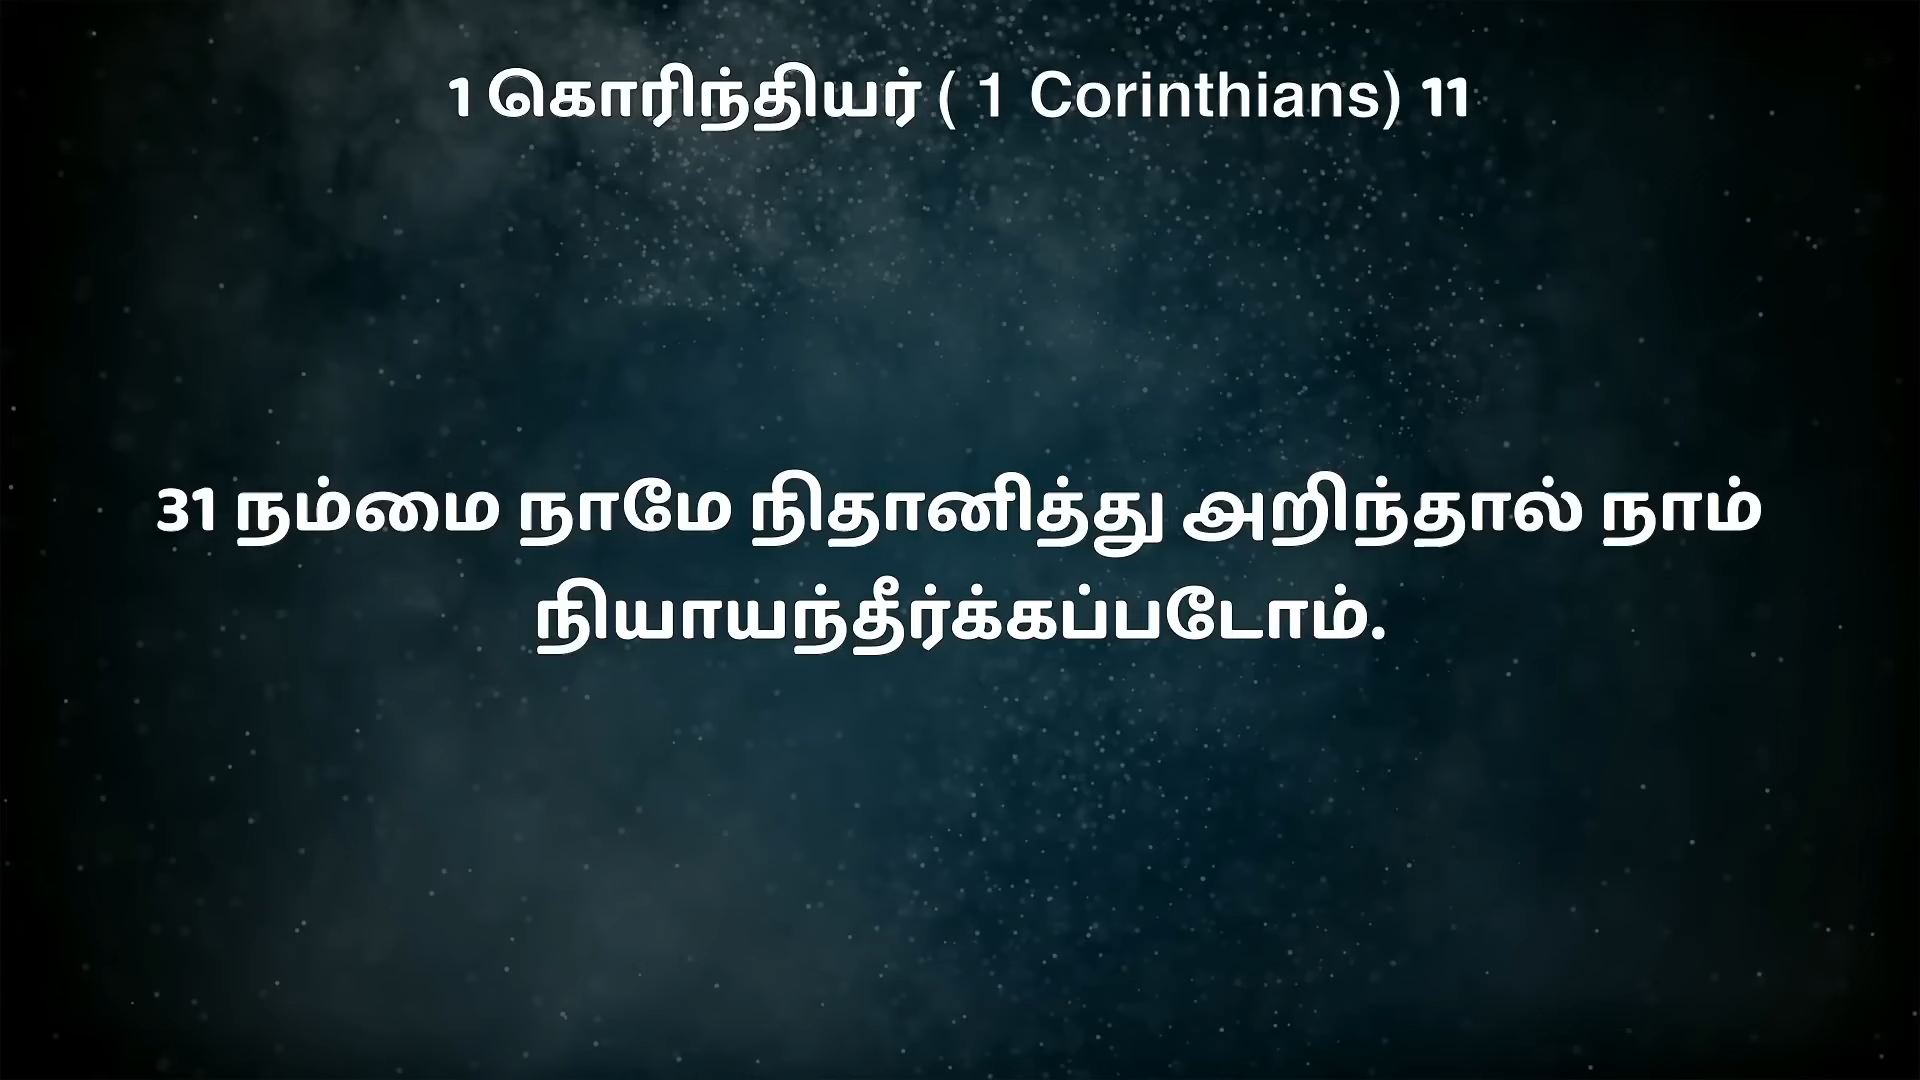 1 கொரிந்தியர் ( 1 Corinthians) 11
31 நம்மை நாமே நிதானித்து அறிந்தால் நாம்
நியாயந்தீர்க்கப்படோம்.